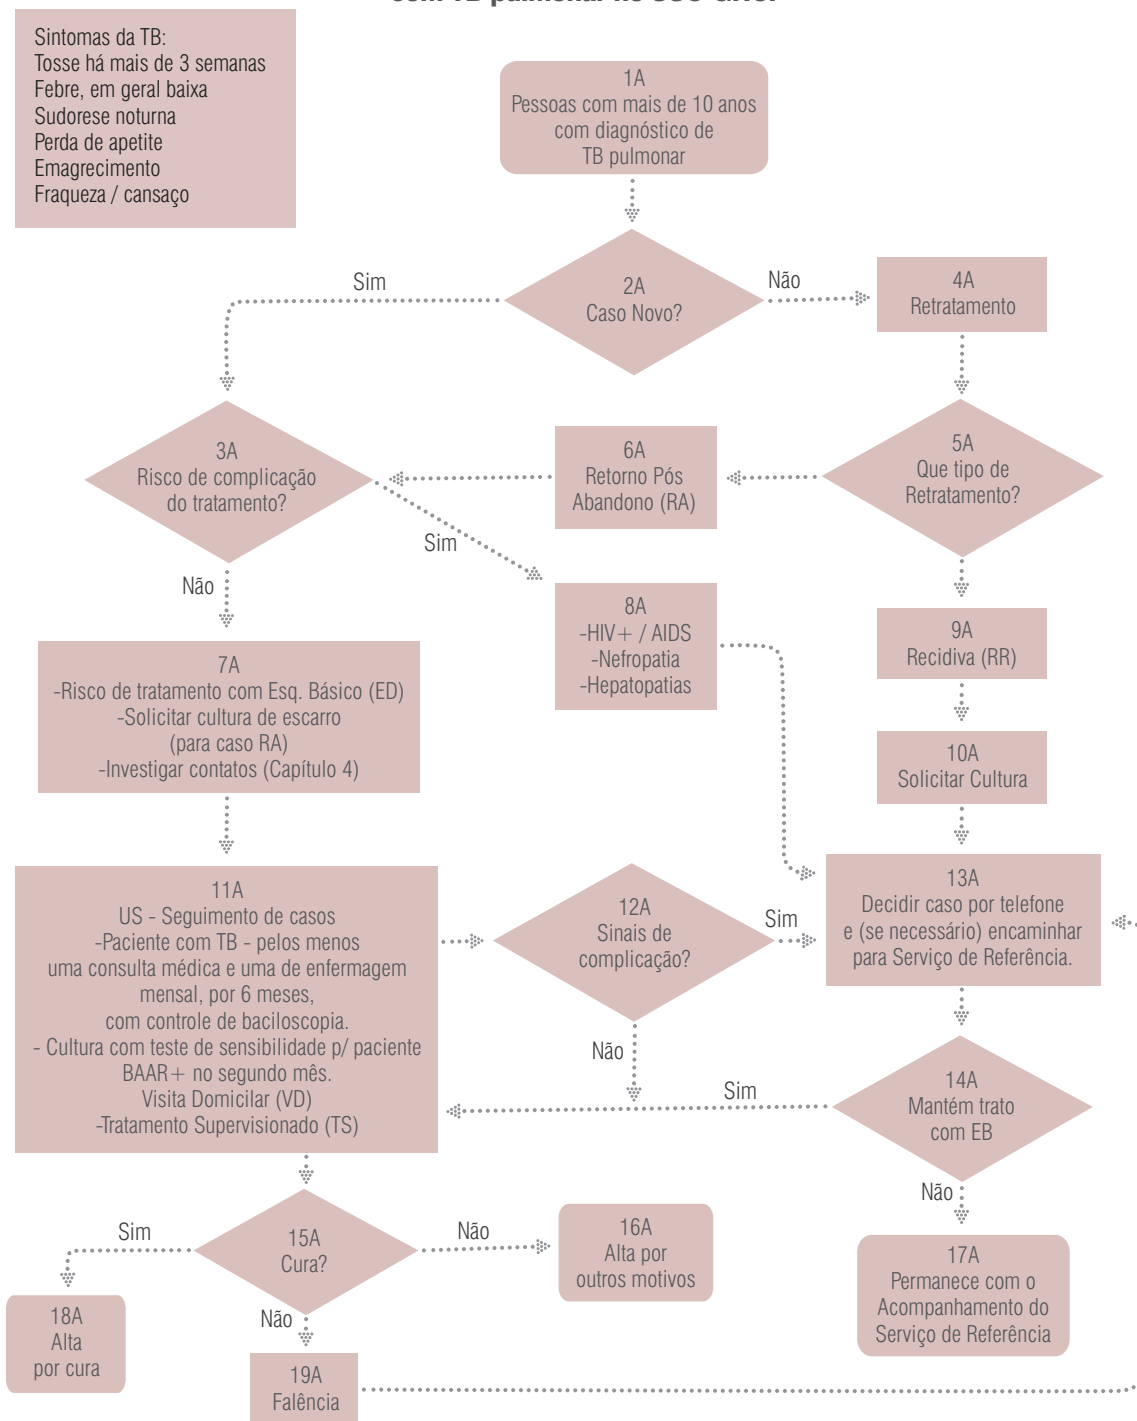 Sintomas da TB:
Tosse há mais de 3 semanas
Febre, em geral baixa
Sudorese noturna
Perda de apetite
Emagrecimento
Fraqueza / cansaço
1A
Pessoas com mais de 10 anos
com diagnóstico de
TB pulmonar
Sim
2A
Caso Novo?
Não
4A
Retratamento
3A
Risco de complicação
do tratamento?
6A
Retorno Pós
Abandono (RA)
5A
Que tipo de
Retratamento?
Sim
Não
8A
-HIV+ / AIDS
-Nefropatia
-Hepatopatias
9A
Recidiva (RR)
7A
-Risco de tratamento com Esq. Básico (ED)
-Solicitar cultura de escarro
(para caso RA)
-Investigar contatos (Capítulo 4)
10A
Solicitar Cultura
11A
US - Seguimento de casos
-Paciente com TB - pelos menos
uma consulta médica e uma de enfermagem
mensal, por 6 meses,
com controle de baciloscopia.
- Cultura com teste de sensibilidade p/ paciente
BAAR+ no segundo mês.
Visita Domicilar (VD)
-Tratamento Supervisionado (TS)
12A
Sinais de
complicação?
Sim
Não
13A
Decidir caso por telefone
e (se necessário) encaminhar
para Serviço de Referência.
Sim
14A
Mantém trato
com EB
Não
Sim
15A
Cura?
Não
16A
Alta por
outros motivos
17A
Permanece com o
Acompanhamento do
Serviço de Referência
18A
Alta
por cura
Não
19A
Falência